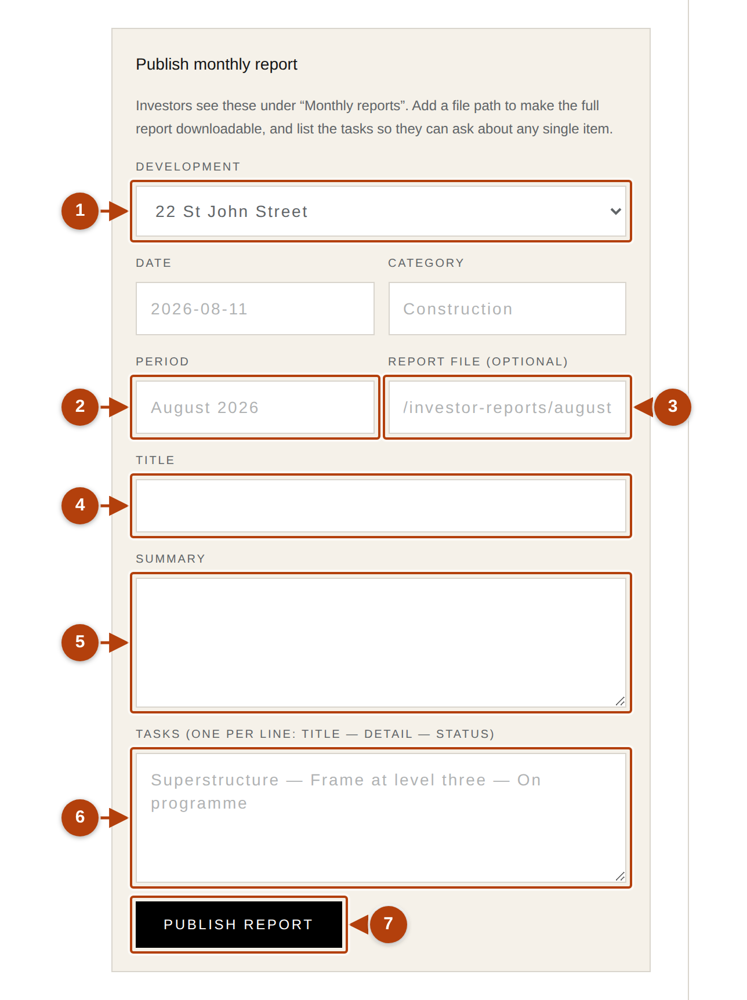 Publish monthly report
Investors see these under “Monthly reports”. Add a file path to make the full
report downloadable, and list the tasks so they can ask about any single item.
DEVELOPMENT
1
22 St John Street
DATE
CATEGORY
2026-08-11
Construction
PERIOD
REPORT FILE (OPTIONAL)
2
August 2026
/investor-reports/august
3
TITLE
4
SUMMARY
5
TASKS (ONE PER LINE: TITLE — DETAIL — STATUS)
6
Superstructure — Frame at level three — On
programme
PUBLISH REPORT
7